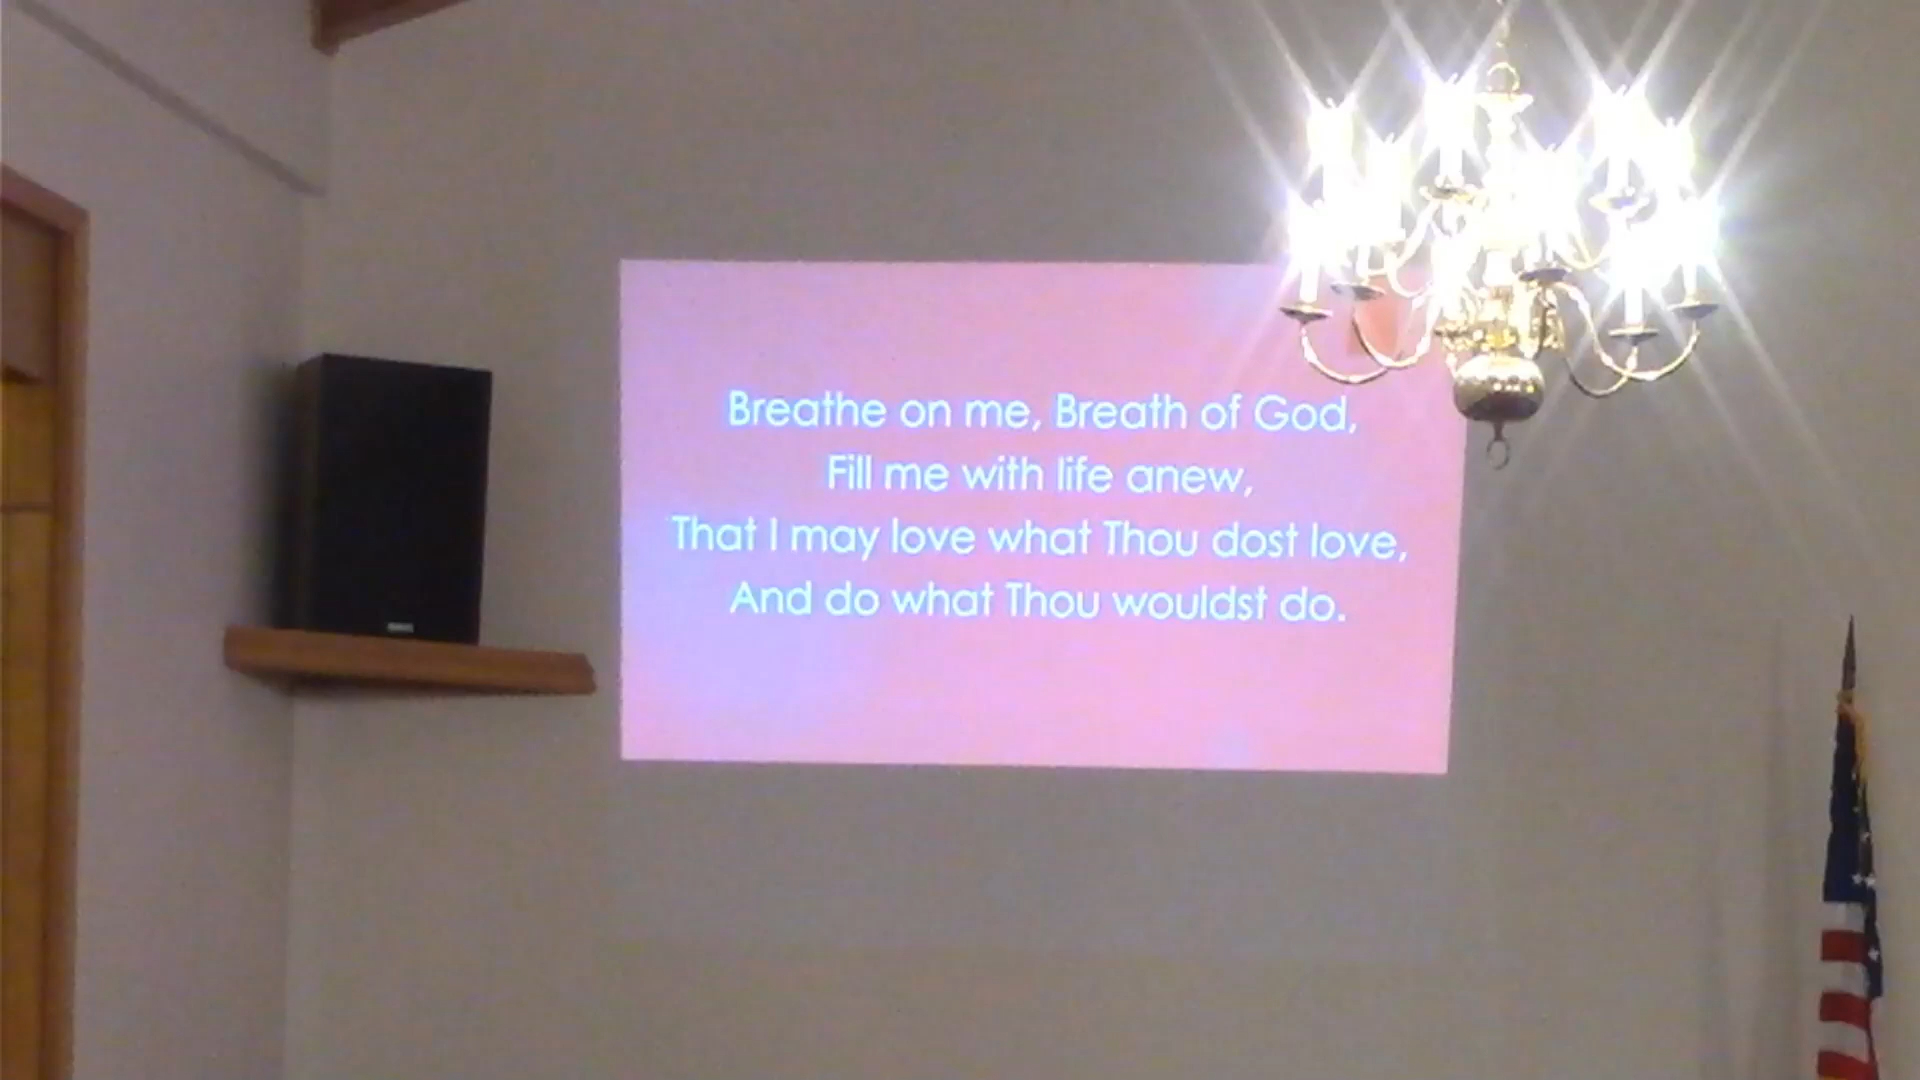 Breathe on me, Breath of God,
Fill me with life anew,
That I may love what Thou dost love,
And do what Thou wouldst do.